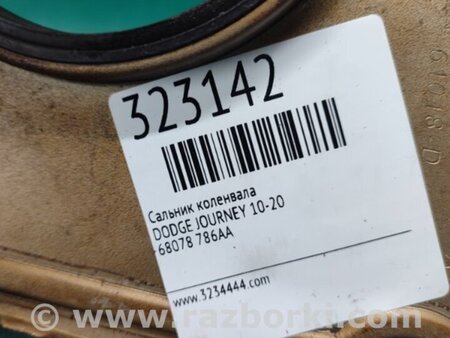 323142
Сальник коленвала
DODGE JOURNEY 10-20
68078 786AA
www.3234444.com
© www.razborki.com